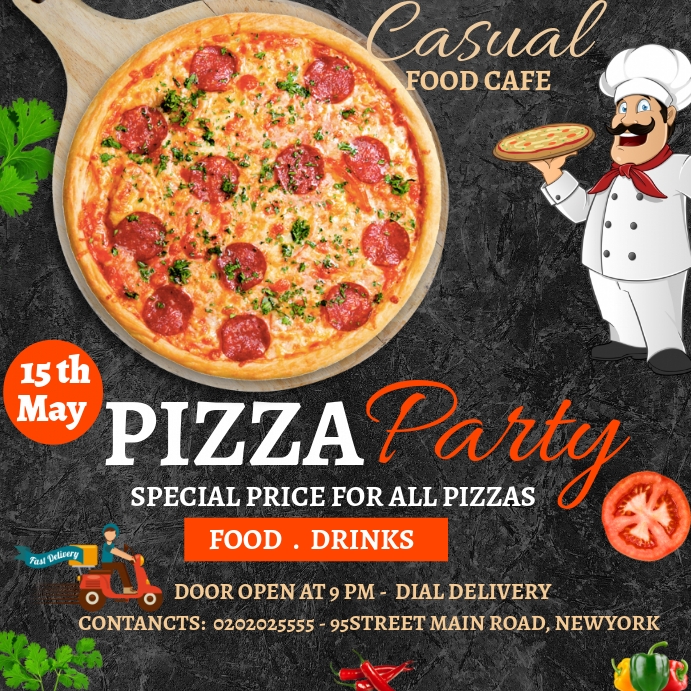 Casual
FOOD CAFE
15 th
May
PIZZA Party
SPECIAL PRICE FOR ALL PIZZAS
FOOD . DRINKS
Fast Delivery
DOOR OPEN AT 9 PM - DIAL DELIVERY
CONTANCTS: 0202025555 - 95STREET MAIN ROAD, NEWYORK